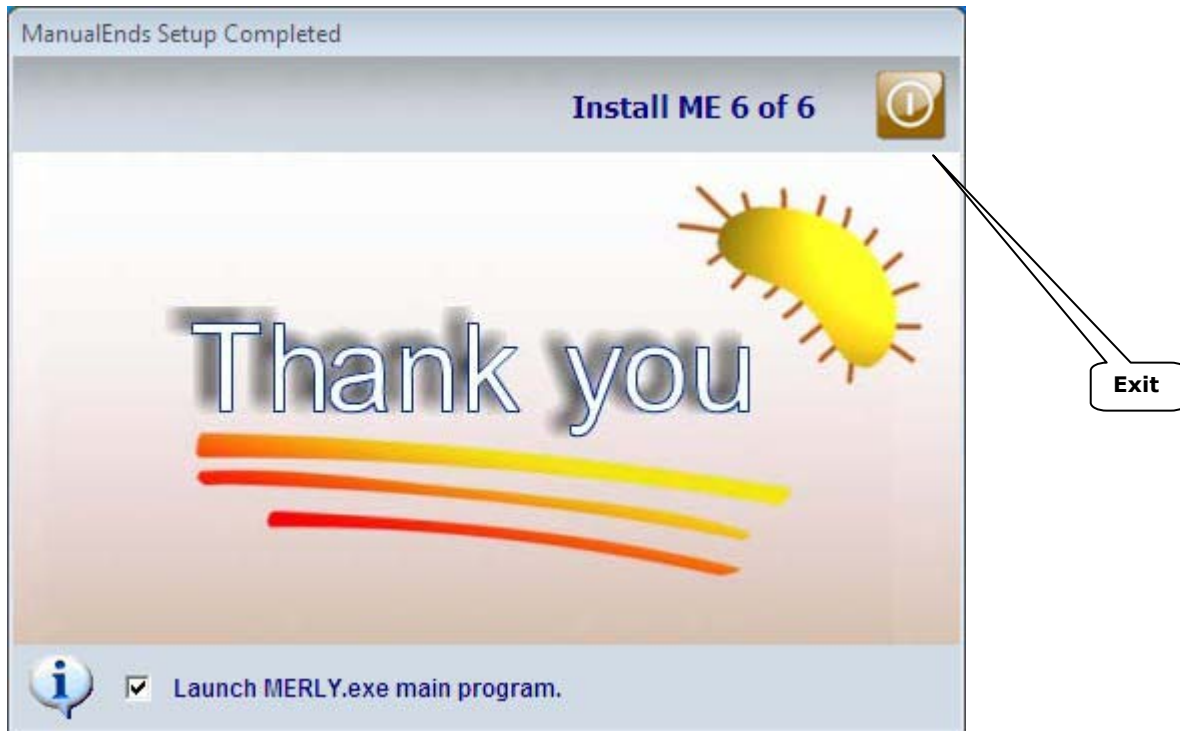 ManualEnds Setup Completed
Install ME 6 of 6
Thank you
Exit
Launch MERLY.exe main program.